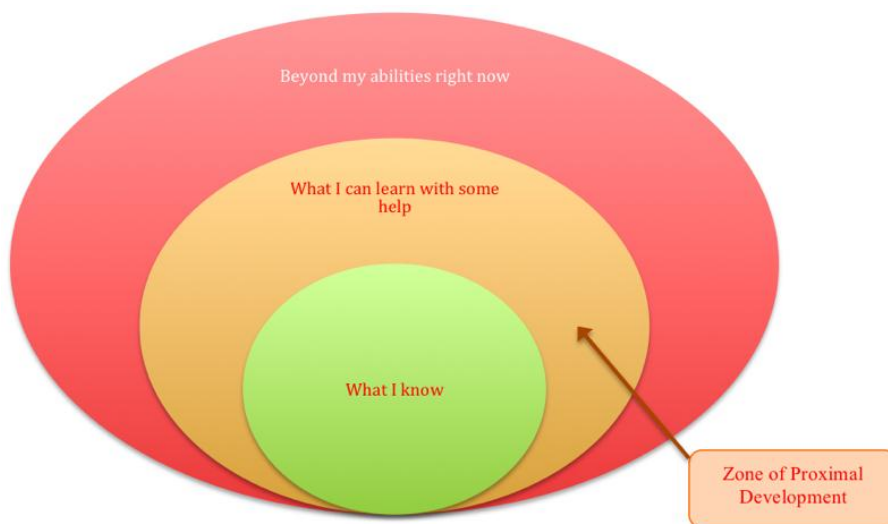 Beyond my abilities right now
What I can learn with some
help
What I know
Zone of Proximal
Development